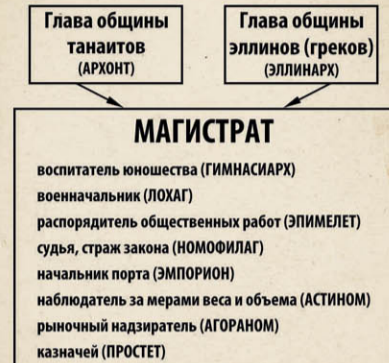 Глава общины
танаитов
(АРХОНТ)
Глава общины
эллинов (греков)
(ЭЛЛИНАРХ)
МАГИСТРАТ
воспитатель юношества (ГИМНАСИАРХ)
военначальник (ЛОХАГ)
распорядитель общественных работ (ЭПИМЕЛЕТ)
судья, страж закона (НОМОФИЛАГ)
начальник порта (ЭМПОРИОН)
наблюдатель за мерами веса и объема (АСТИНОМ)
рыночный надзиратель (АГОРАНОМ)
казначей (ПРОСТЕТ)